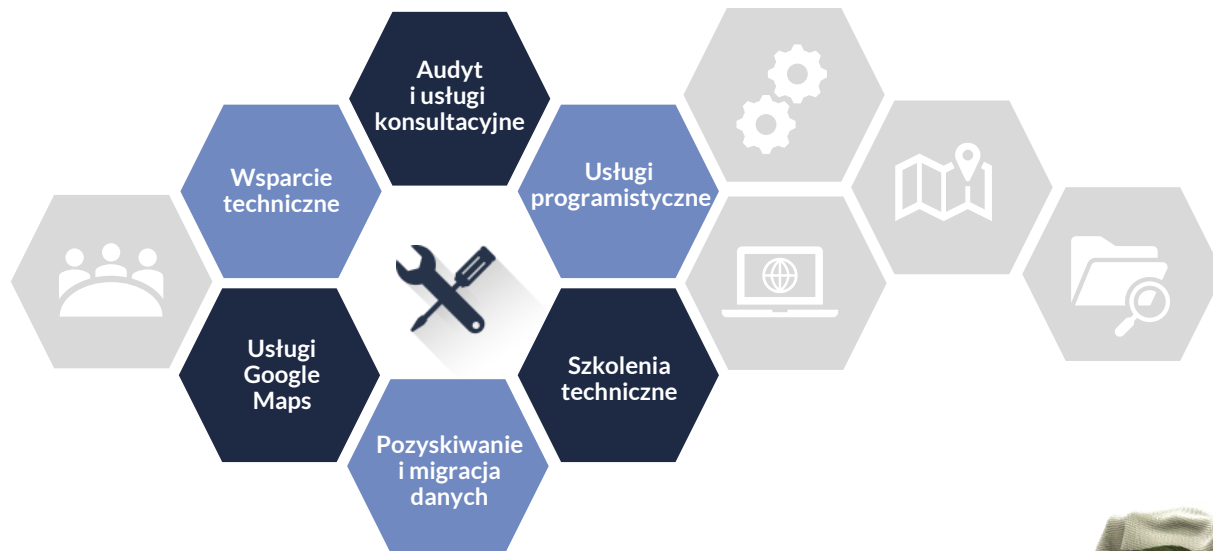 Audyt
i usługi
konsultacyjne
Wsparcie
techniczne
Usługi
programistyczne
Usługi
Google
Maps
Szkolenia
techniczne
Pozyskiwanie
i migracja
danych